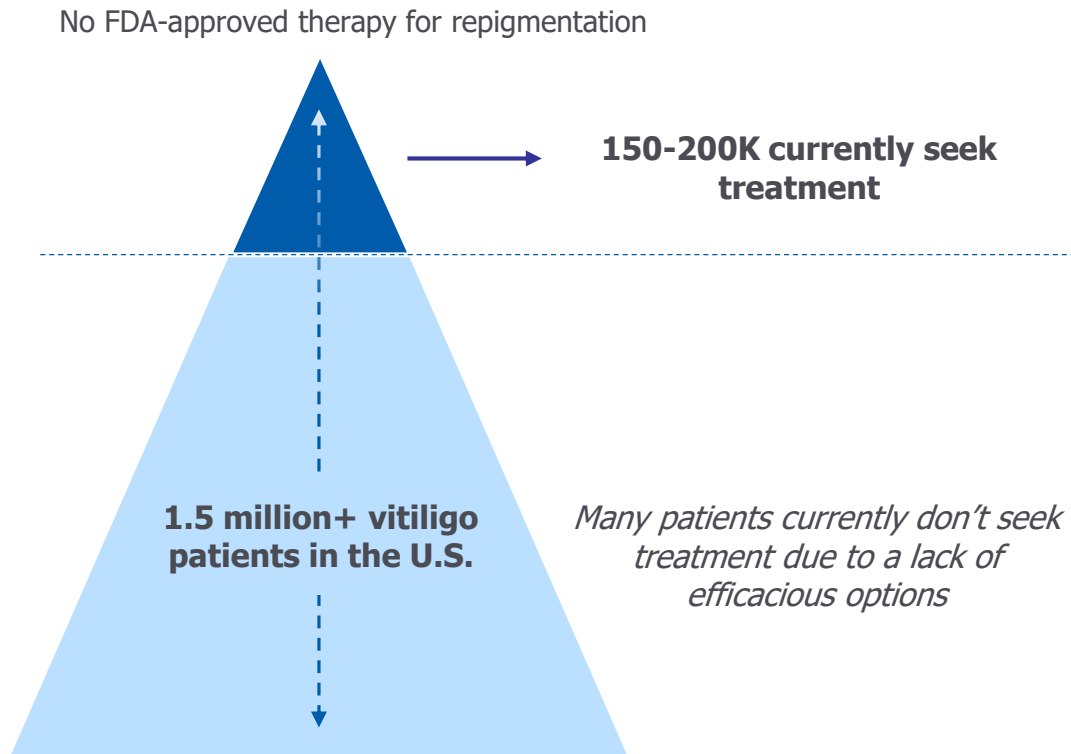 No FDA-approved therapy for repigmentation
150-200K currently seek
treatment
1.5 million+ vitiligo
patients in the U.S.
Many patients currently don’t seek
treatment due to a lack of
efficacious options